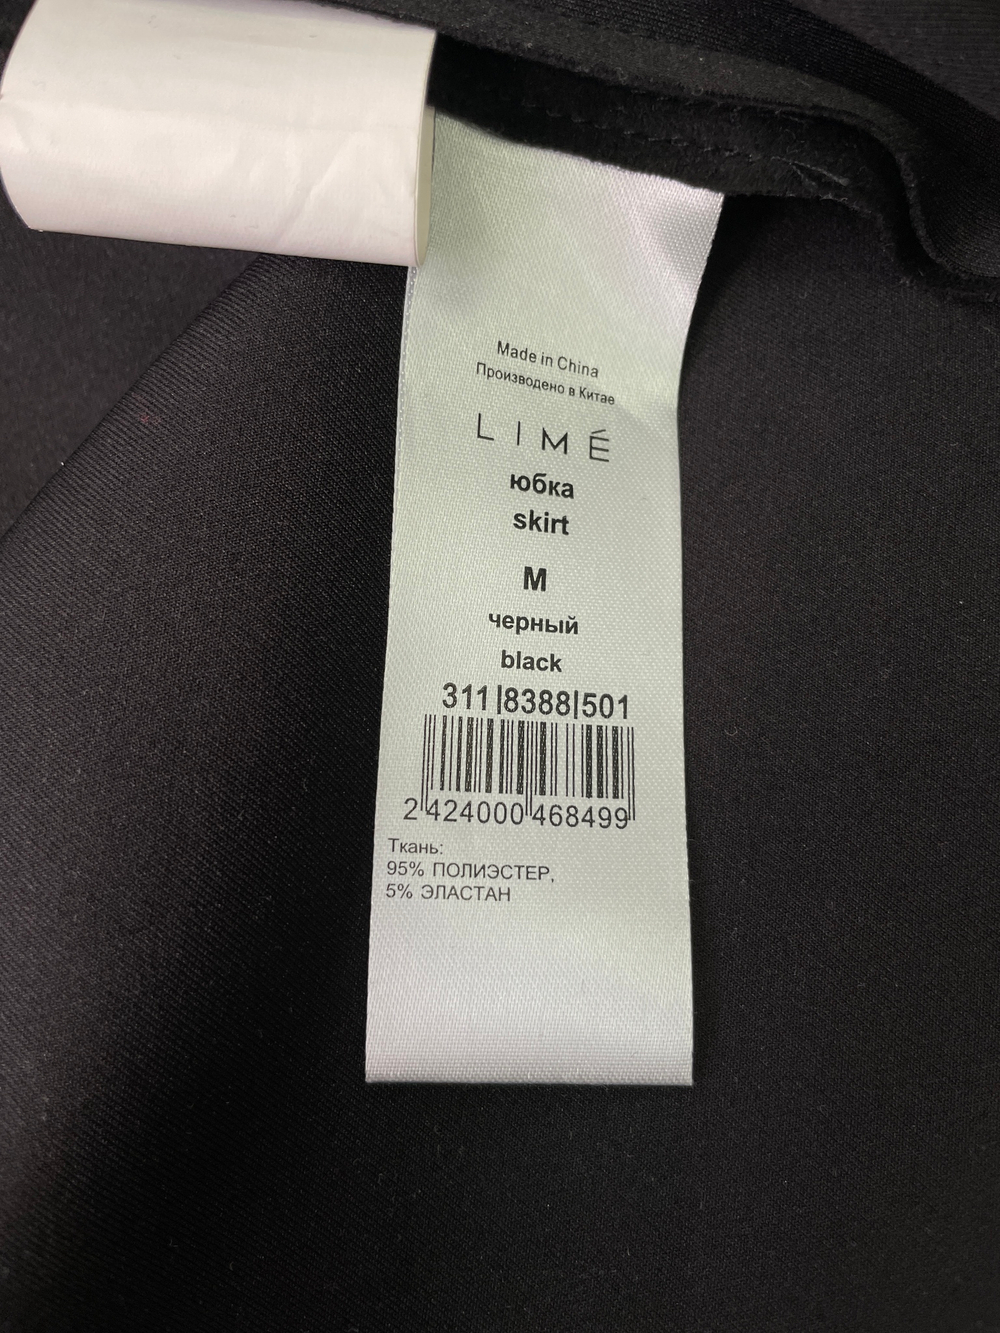 Made in China
Произведено в Китае
LIMÉ
юбка
skirt
M
черный
black
311|8388|501
2 424000 468499
Ткань:
95% ПОЛИЭСТЕР,
5% ЭЛАСТАН